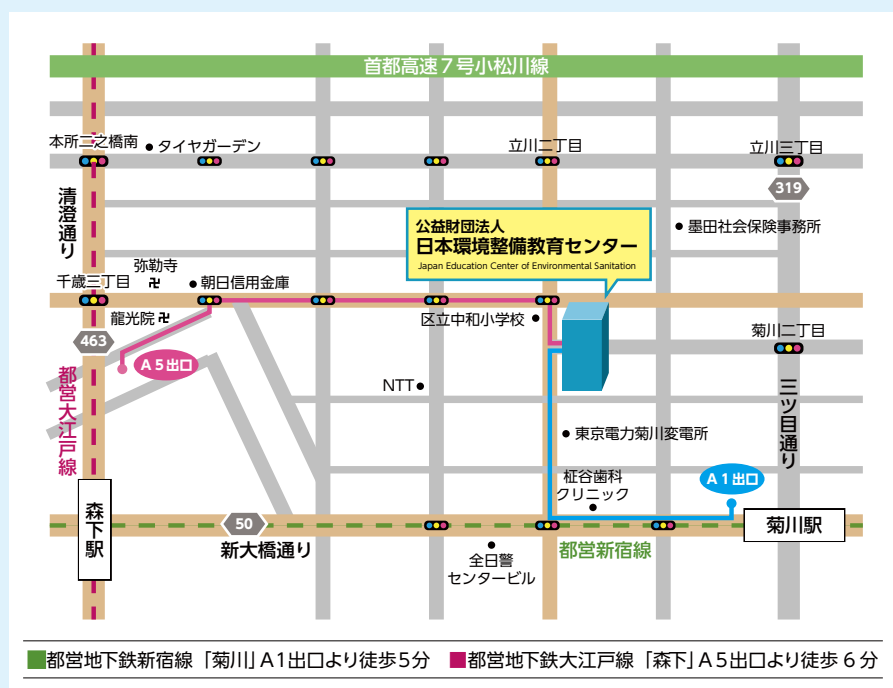 首都高速7号小松川線
本所二之橋南
タイヤガーデン
立川二丁目
立川三丁目
319
清澄通り
公益財団法人
日本環境整備教育センター
Japan Education Center of Environmental Sanitation
墨田社会保険事務所
弥勒寺
卍
千歳三丁目
朝日信用金庫
龍光院卍
区立中和小学校
菊川二丁目
463
A5出口
都営大江戸線
NTT
三ツ目通り
東京電力菊川変電所
柾谷歯科
クリニック
A1出口
森下駅
50
新大橋通り
菊川駅
全日警
センタービル
都営新宿線
都営地下鉄新宿線「菊川」A1出口より徒歩5分
都営地下鉄大江戸線「森下」A5出口より徒歩6分